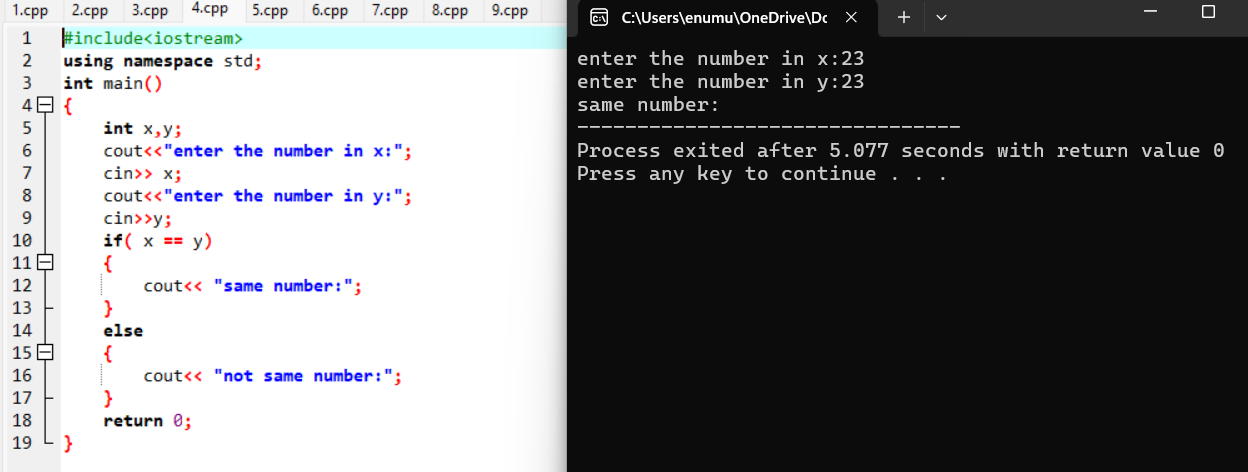 1.cpp 2.cpp 3.cpp 4.cpp 5.cpp 6.cpp 7.cpp 8.cpp 9.cpp
1 #include<iostream>
2 using namespace std;
3 int main()
4 {
5 int x,y;
6 cout<<"enter the number in x:";
7 cin>> x;
8 cout<<"enter the number in y:";
9 cin>>y;
10 if( x == y)
11 {
12 cout<< "same number:";
13 }
14 else
15 {
16 cout<< "not same number:";
17 }
18 return 0;
19 }
C:\Users\enumu\OneDrive\Dc
enter the number in x:23
enter the number in y:23
same number:
--------------------------------
Process exited after 5.077 seconds with return value 0
Press any key to continue . . .